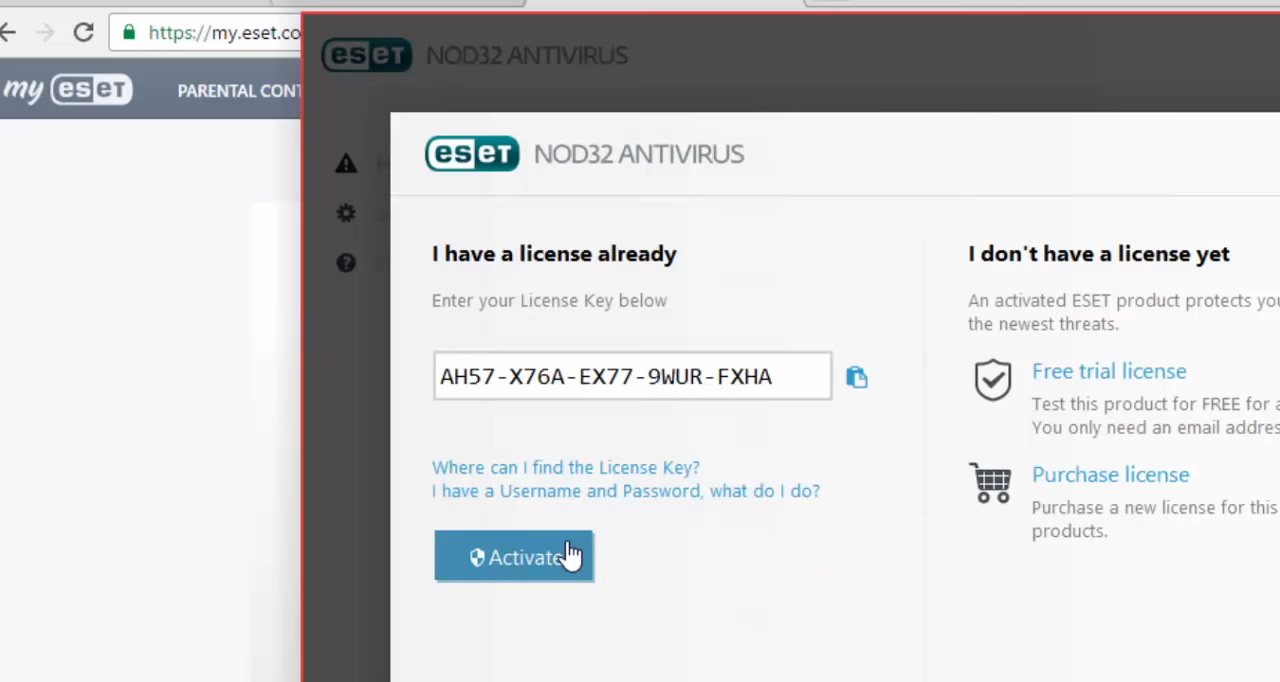 https://my.eset.co
eseT NOD32 ANTIVIRUS
my eseT PARENTAL CONT
eseT NOD32 ANTIVIRUS
I have a license already
Enter your License Key below
AH57-X76A-EX77-9WUR-FXHA
Where can I find the License Key?
I have a Username and Password, what do I do?
Activate
I don't have a license yet
An activated ESET product protects you
the newest threats.
Free trial license
Test this product for FREE for a
You only need an email addres
Purchase license
Purchase a new license for this
products.